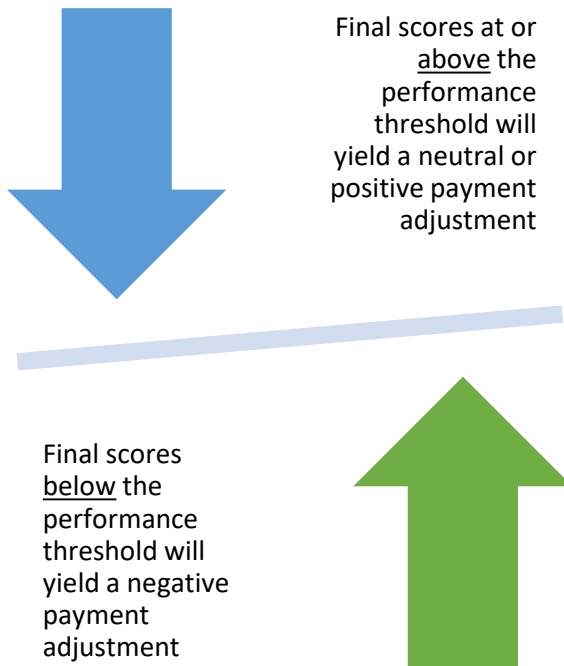 Final scores at or
above the
performance
threshold will
yield a neutral or
positive payment
adjustment
Final scores
below the
performance
threshold will
yield a negative
payment
adjustment